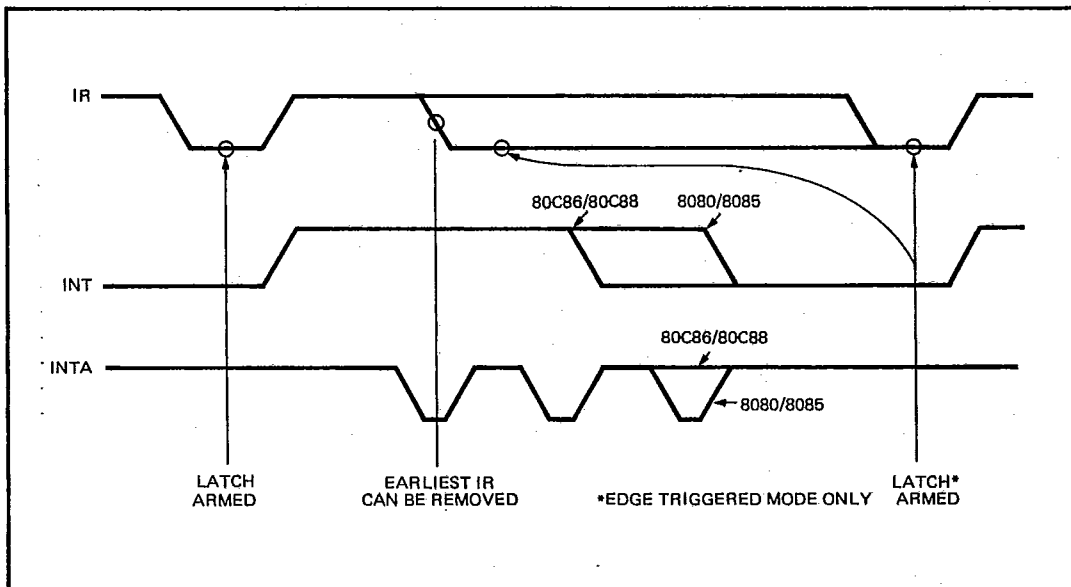 IR
80C86/80C88
8080/8085
INT
80C86/80C88
INTA
8080/8085
LATCH
ARMED
EARLIEST IR
CAN BE REMOVED
*EDGE TRIGGERED MODE ONLY
LATCH*
ARMED